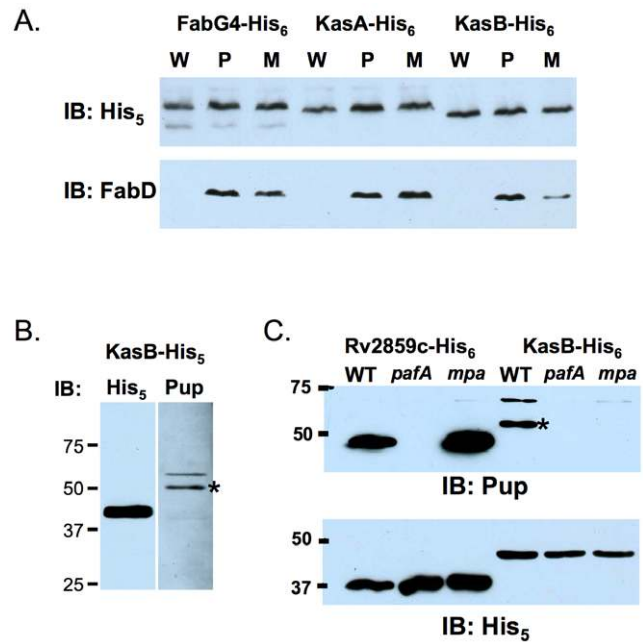 A.
FabG4-His6 KasA-His6 KasB-His6
W P M W P M W P M
IB: His5
IB: FabD
B.
KasB-His5
IB: His5 Pup
75
50 *
37
25
C.
Rv2859c-His6 KasB-His6
WT pafA mpa WT pafA mpa
75
50 *
IB: Pup
50
37
IB: His5